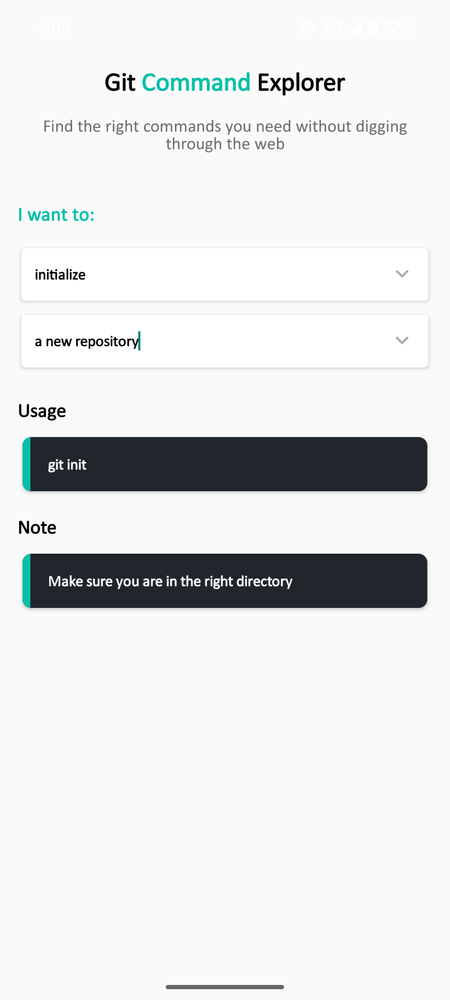 9:05 5G 77%
Git Command Explorer
Find the right commands you need without digging
through the web
I want to:
initialize
a new repository
Usage
git init
Note
Make sure you are in the right directory